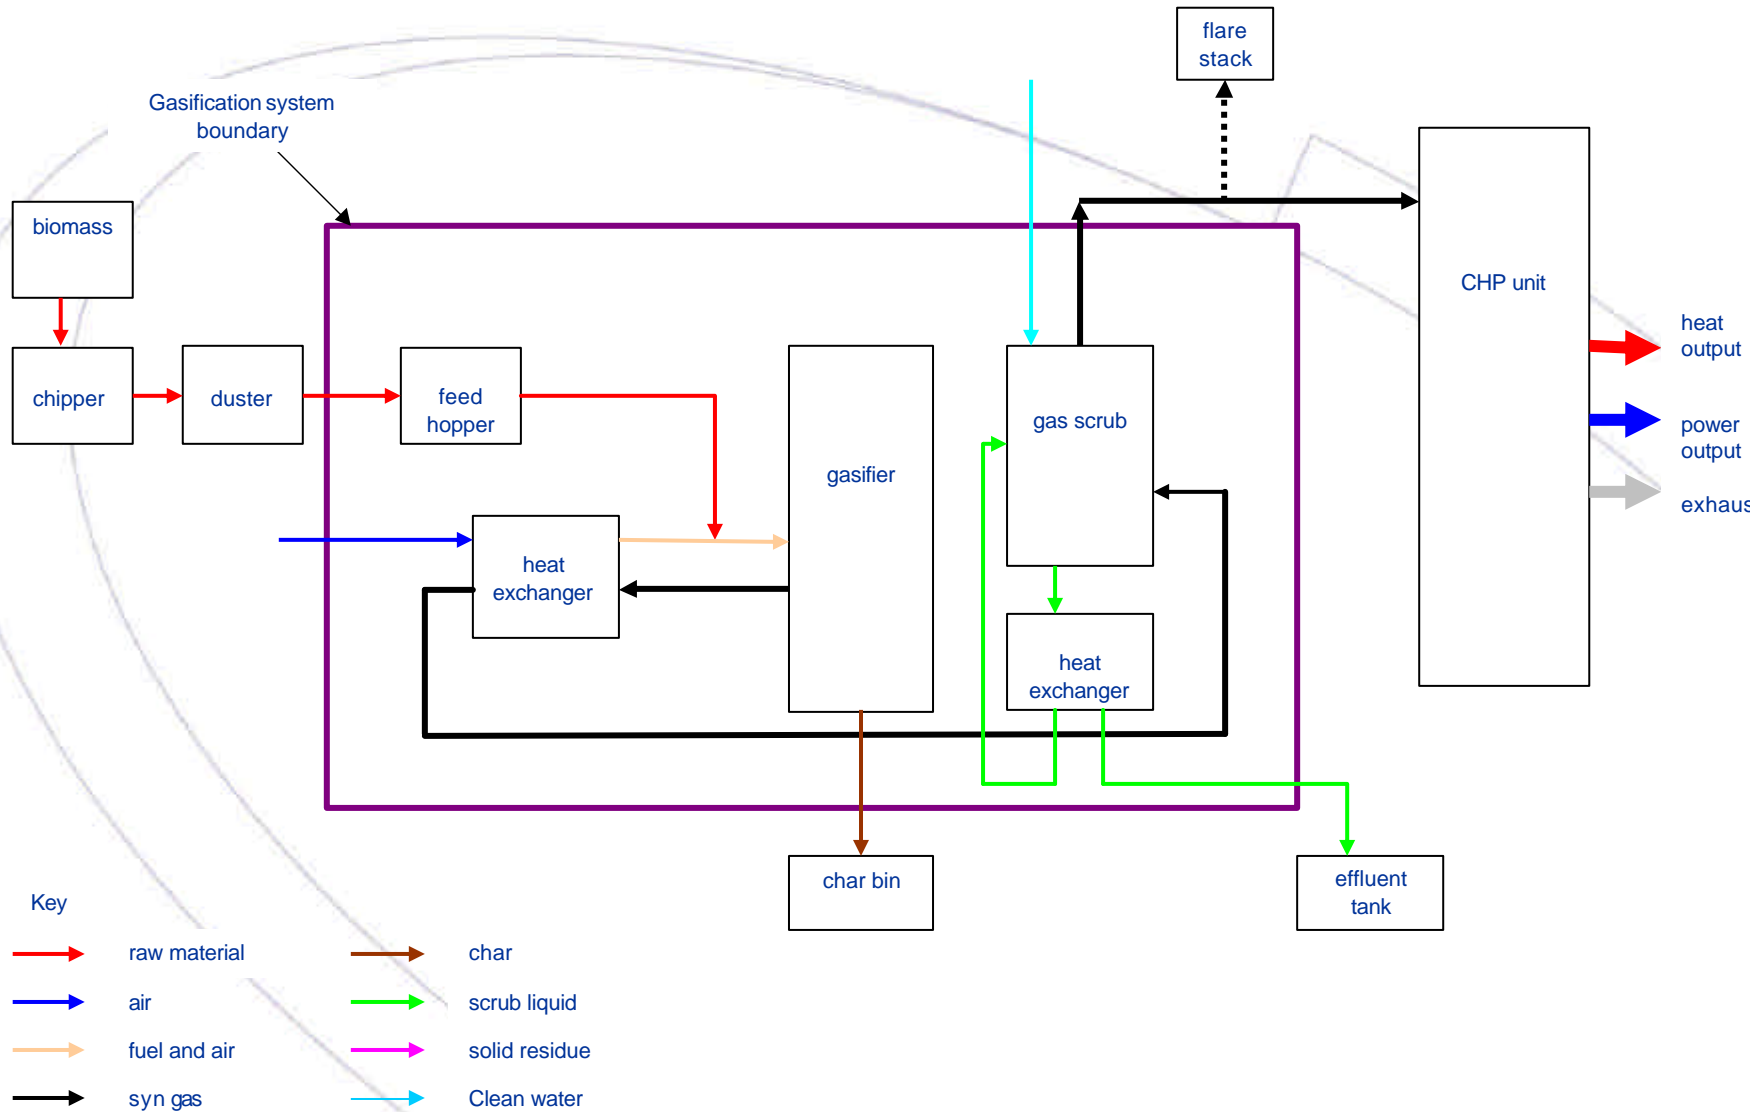 flare
stack
Gasification system
boundary
biomass
CHP unit
heat
output
chipper
duster
feed
hopper
gasifier
gas scrub
power
output
exhaus
heat
exchanger
heat
exchanger
char bin
effluent
tank
Key
raw material
char
air
scrub liquid
fuel and air
solid residue
syn gas
Clean water